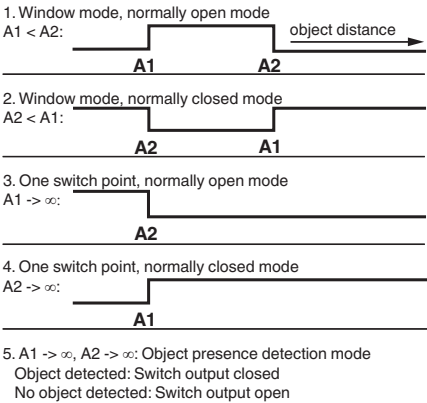 1. Window mode, normally open mode
A1 < A2:
object distance
A1 A2
2. Window mode, normally closed mode
A2 < A1:
A2 A1
3. One switch point, normally open mode
A1 -> ∞:
A2
4. One switch point, normally closed mode
A2 -> ∞:
A1
5. A1 -> ∞, A2 -> ∞: Object presence detection mode
Object detected: Switch output closed
No object detected: Switch output open